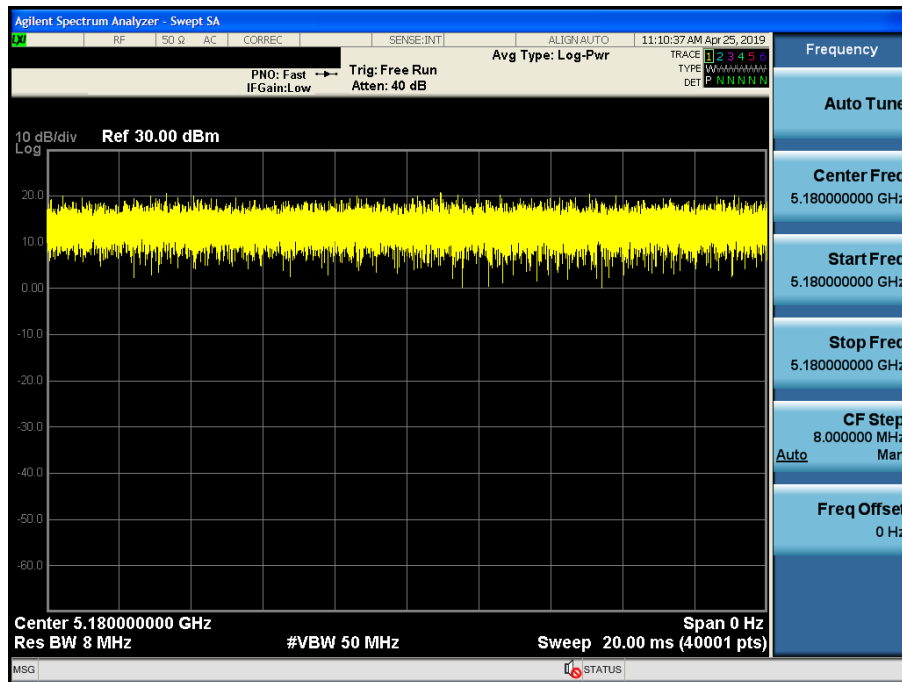 Agilent Spectrum Analyzer - Swept SA
LXI RF 50 Ω AC CORREC SENSE:INT ALIGN AUTO 11:10:37 AM Apr 25, 2019
Frequency
Avg Type: Log-Pwr TRACE 1 2 3 4 5 6
PNO: Fast Trig: Free Run TYPE WWWWWW
IFGain:Low Atten: 40 dB DET P N N N N N
Auto Tune
10 dB/div Ref 30.00 dBm
Log
20.0
10.0
0.00
-10.0
-20.0
-30.0
-40.0
-50.0
-60.0
Center Freq
5.180000000 GHz
Start Freq
5.180000000 GHz
Stop Freq
5.180000000 GHz
CF Step
8.000000 MHz
Auto Man
Freq Offset
0 Hz
Center 5.180000000 GHz Span 0 Hz
Res BW 8 MHz #VBW 50 MHz Sweep 20.00 ms (40001 pts)
MSG STATUS